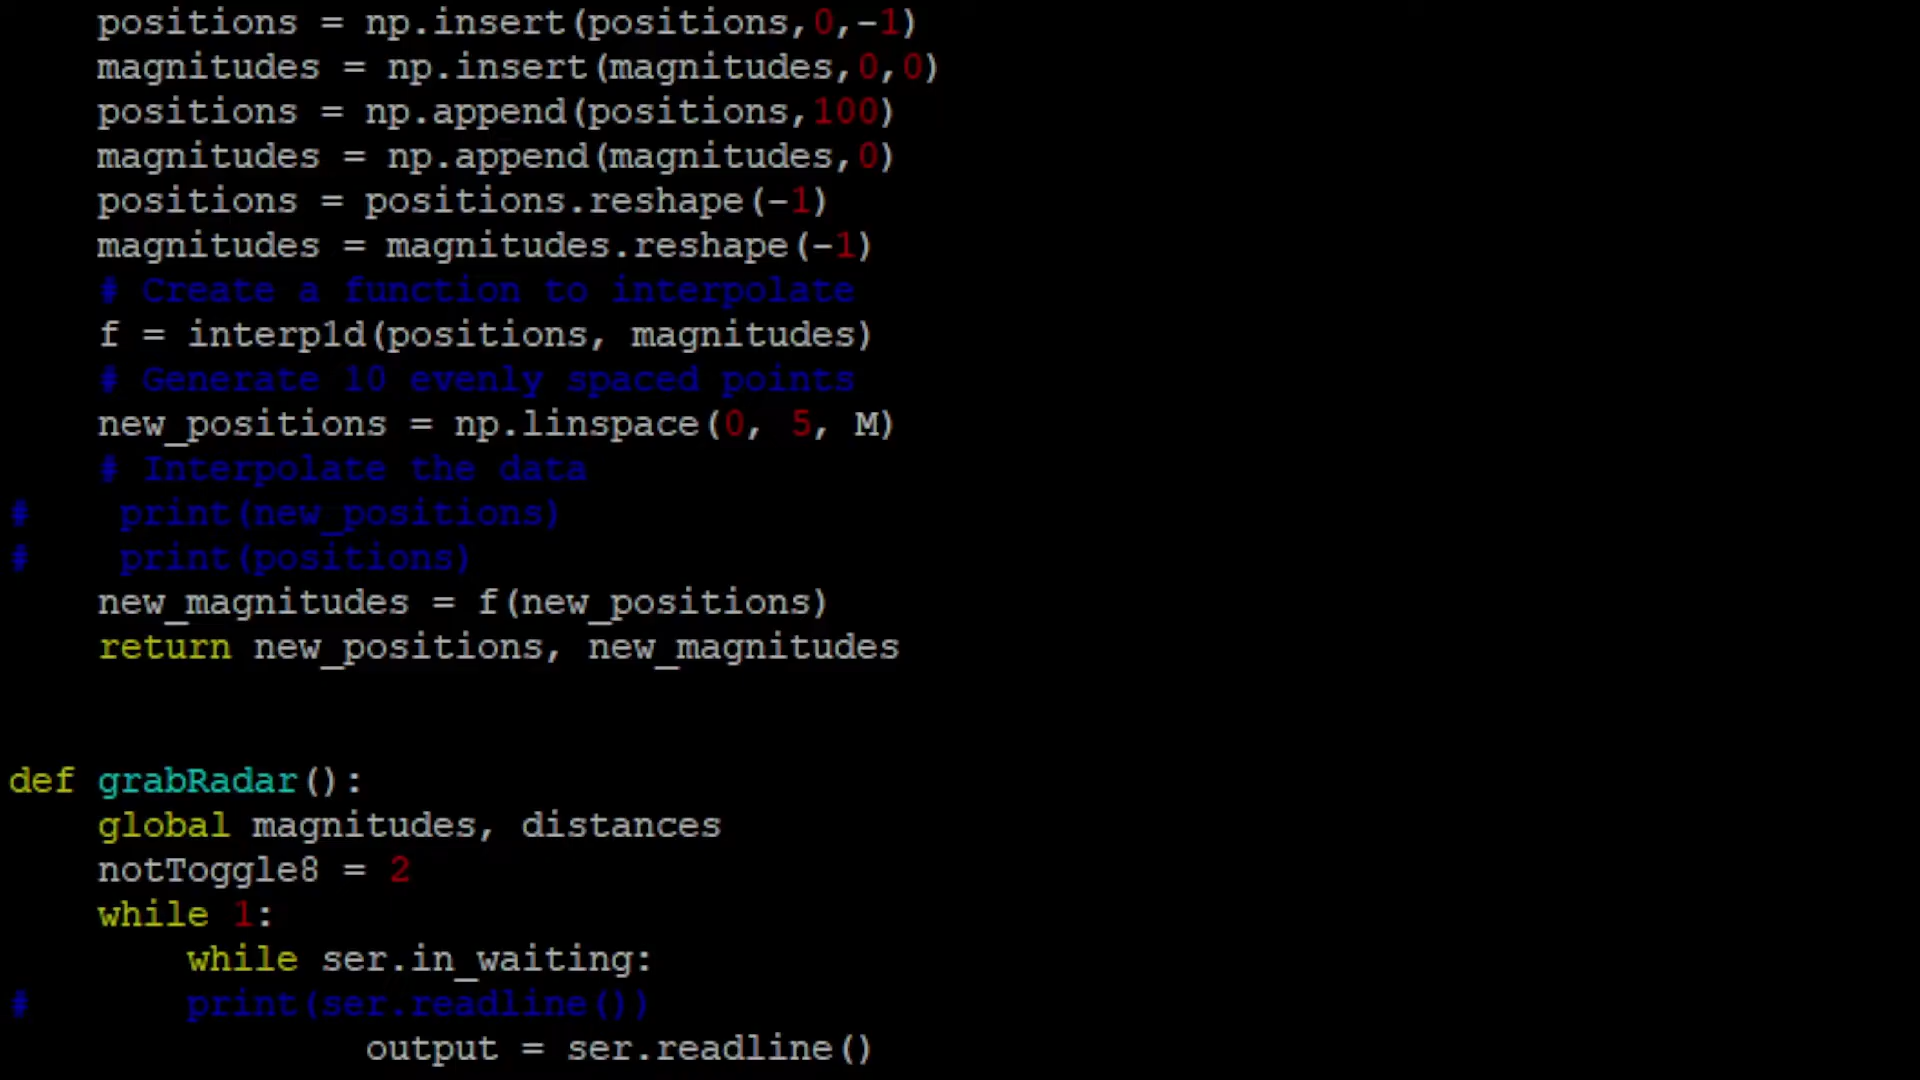 positions = np.insert(positions,0,-1)
magnitudes = np.insert(magnitudes,0,0)
positions = np.append(positions,100)
magnitudes = np.append(magnitudes,0)
positions = positions.reshape(-1)
magnitudes = magnitudes.reshape(-1)
# Create a function to interpolate
f = interp1d(positions, magnitudes)
# Generate 10 evenly spaced points
new_positions = np.linspace(0, 5, M)
# Interpolate the data
#    print(new_positions)
#    print(positions)
new_magnitudes = f(new_positions)
return new_positions, new_magnitudes
def grabRadar():
global magnitudes, distances
notToggle8 = 2
while 1:
while ser.in_waiting:
#       print(ser.readline())
output = ser.readline()